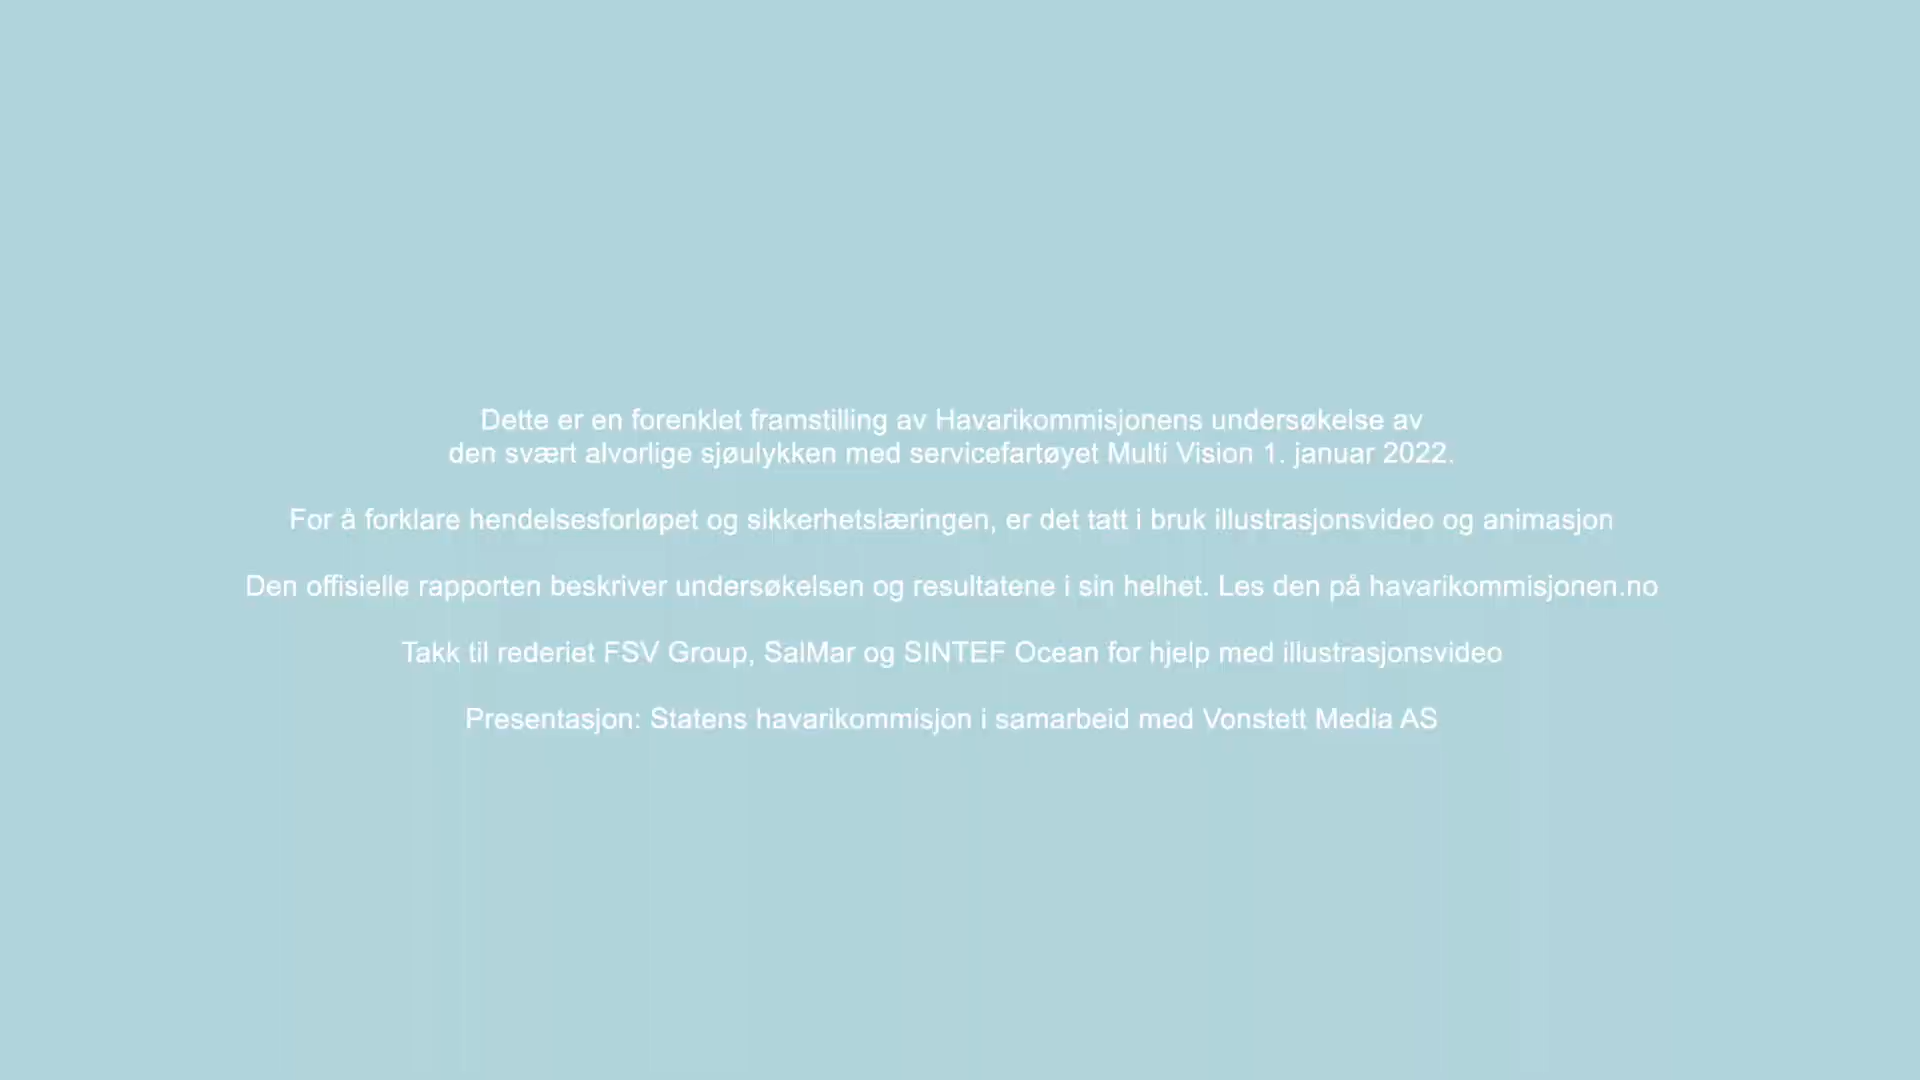 Dette er en forenklet framstilling av Havarikommisjonens undersøkelse av
den svært alvorlige sjøulykken med servicefartøyet Multi Vision 1. januar 2022.
For å forklare hendelsesforløpet og sikkerhetslæringen, er det tatt i bruk illustrasjonsvideo og animasjon
Den offisielle rapporten beskriver undersøkelsen og resultatene i sin helhet. Les den på havarikommisjonen.no
Takk til rederiet FSV Group, SalMar og SINTEF Ocean for hjelp med illustrasjonsvideo
Presentasjon: Statens havarikommisjon i samarbeid med Vonstett Media AS